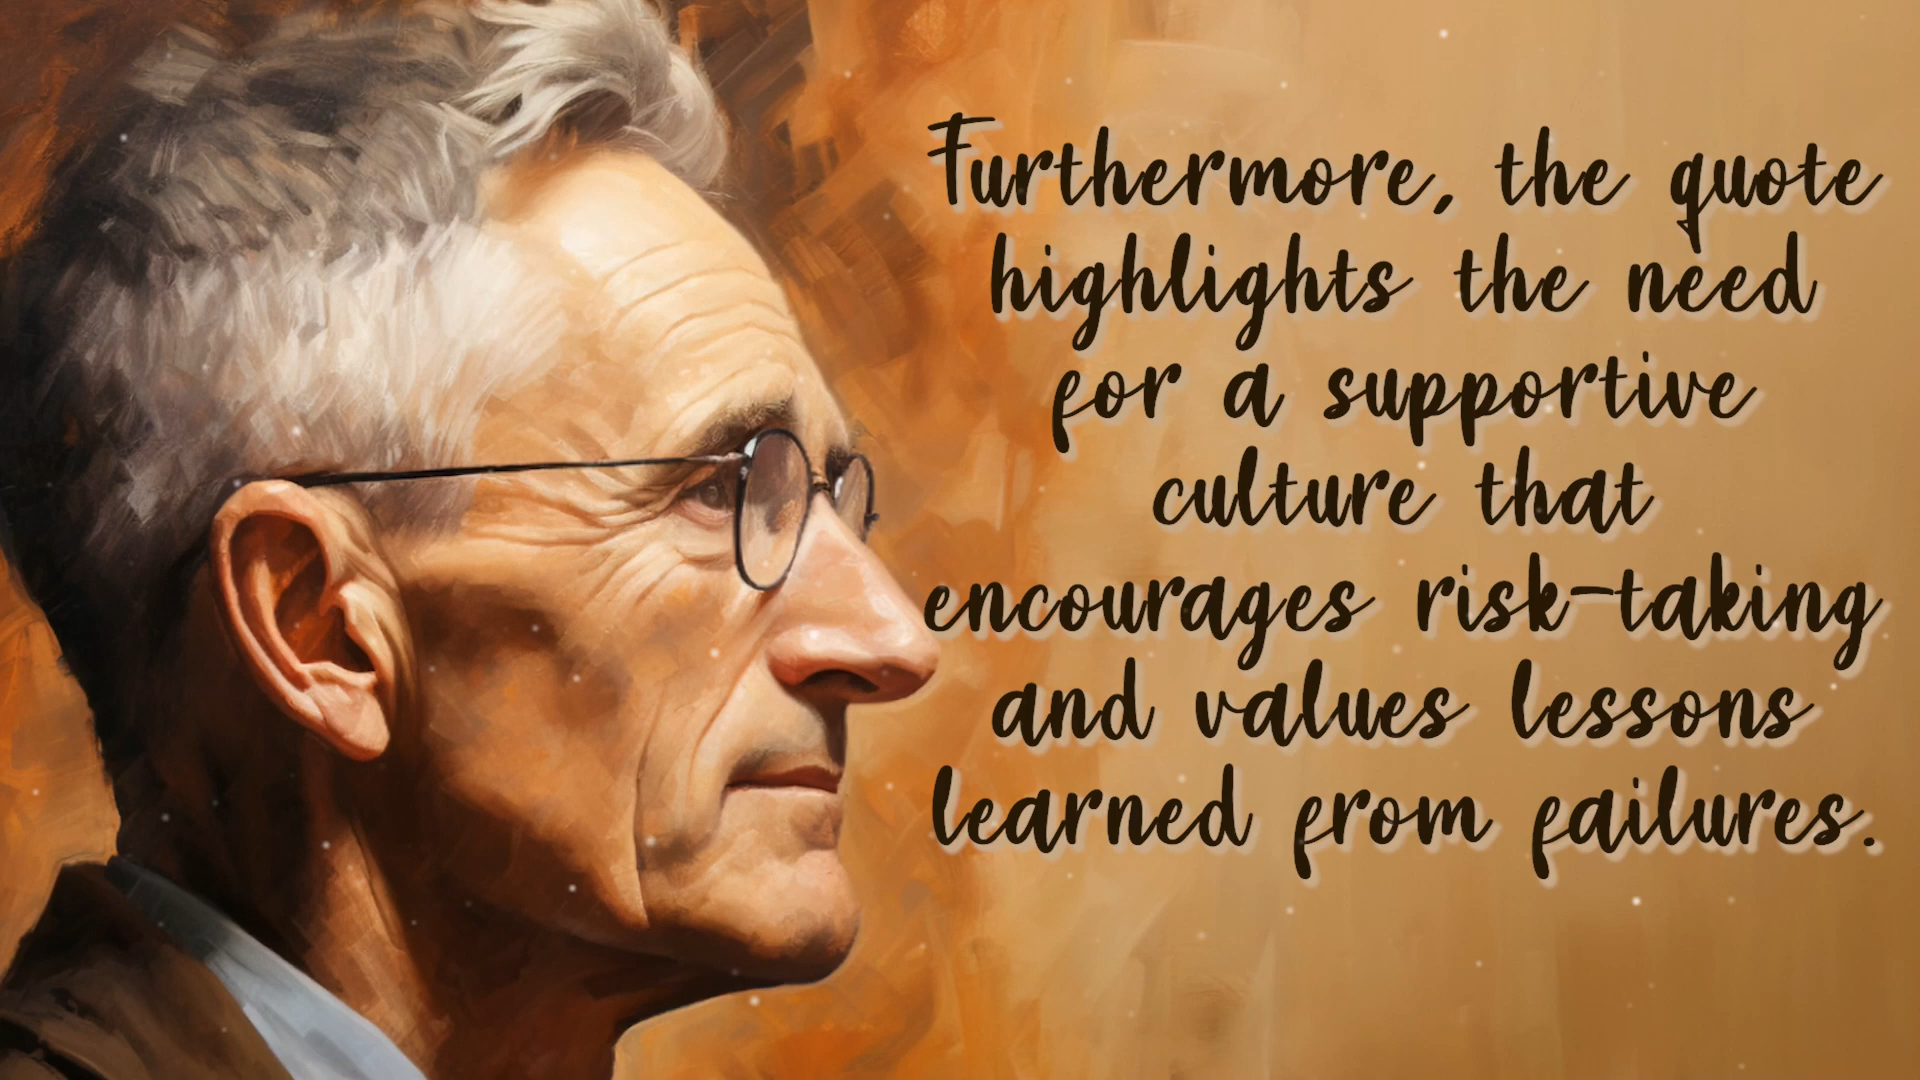 Furthermore, the quote
highlights the need
for a supportive
culture that
encourages risk-taking
and values lessons
learned from failures.